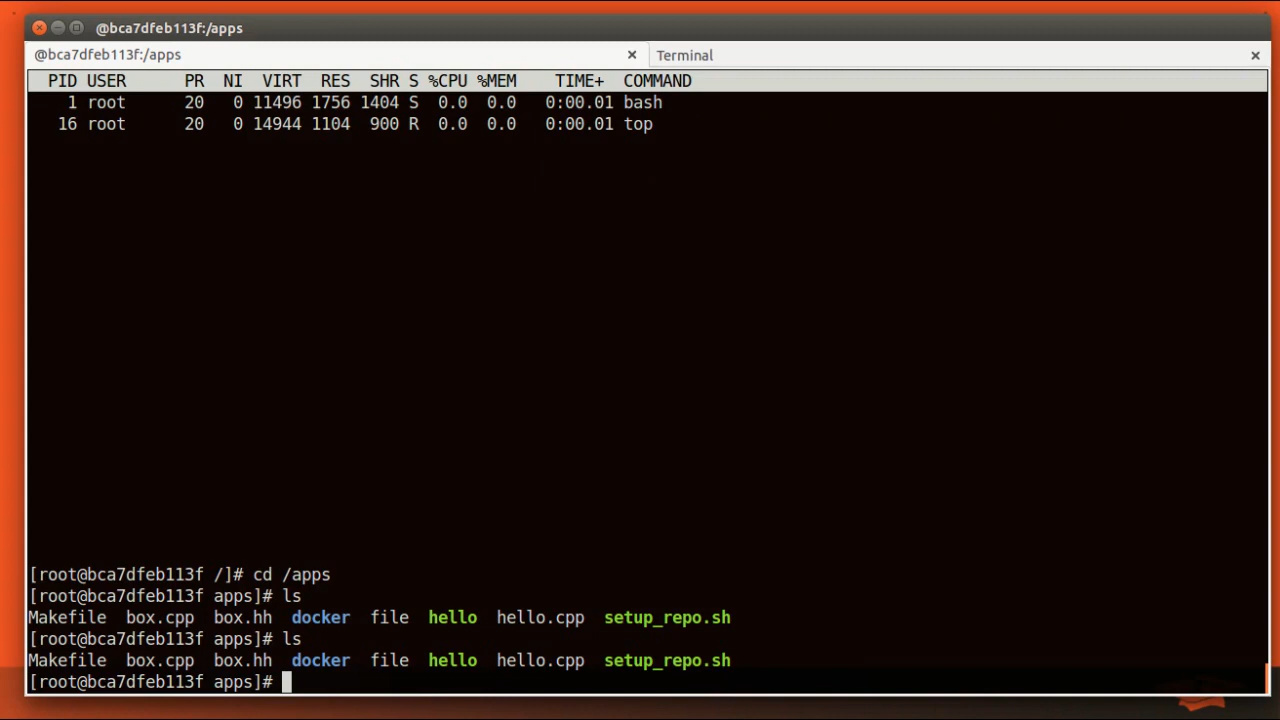 @bca7dfeb113f:/apps
@bca7dfeb113f:/apps Terminal
PID USER PR NI VIRT RES SHR S %CPU %MEM TIME+ COMMAND
1 root 20 0 11496 1756 1404 S 0.0 0.0 0:00.01 bash
16 root 20 0 14944 1104 900 R 0.0 0.0 0:00.01 top
[root@bca7dfeb113f /]# cd /apps
[root@bca7dfeb113f apps]# ls
Makefile box.cpp box.hh docker file hello hello.cpp setup_repo.sh
[root@bca7dfeb113f apps]# ls
Makefile box.cpp box.hh docker file hello hello.cpp setup_repo.sh
[root@bca7dfeb113f apps]#